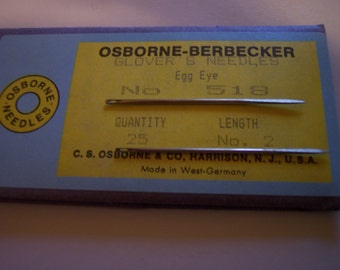 OSBORNE-BERBECKER
GLOVER'S NEEDLES
Egg Eye
No 518
QUANTITY LENGTH
25 No. 2
C. S. OSBORNE & CO, HARRISON, N. J., U.S.A.
Made in West-Germany
OSBORNE
NEEDLES